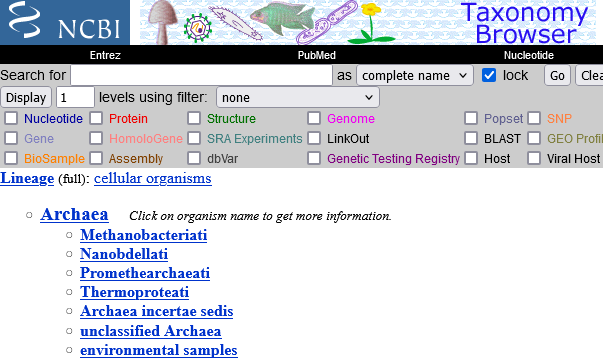 NCBI
Taxonomy
Browser
Entrez PubMed Nucleotide
Search for as complete name lock Go
Display 1 levels using filter: none
Nucleotide Protein Structure Genome Popset SNP
Gene HomoloGene SRA Experiments LinkOut BLAST GEO
BioSample Assembly dbVar Genetic Testing Registry Host Viral Host
Lineage (full): cellular organisms
Archaea Click on organism name to get more information.
Methanobacteriati
Nanobdellati
Promethearchaeati
Thermoproteati
Archaea incertae sedis
unclassified Archaea
environmental samples